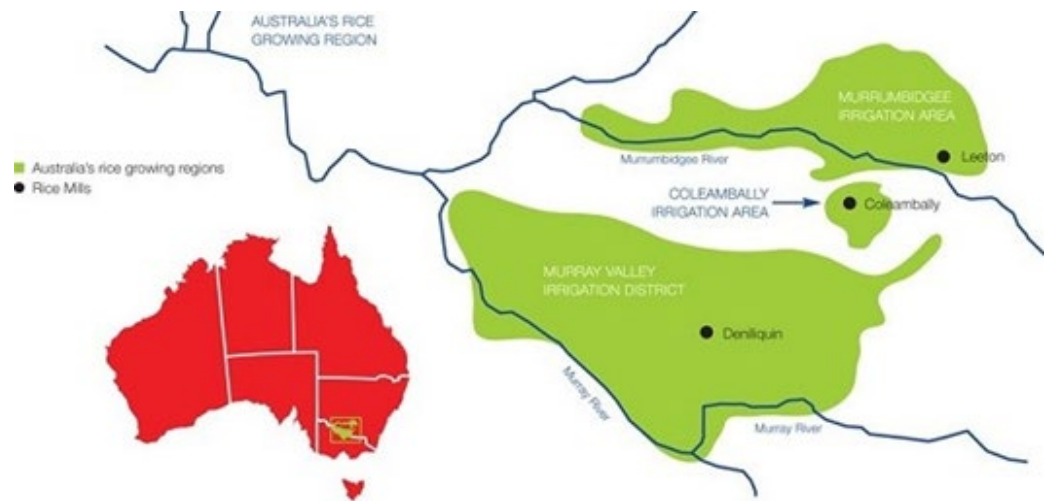 AUSTRALIA'S RICE
GROWING REGION
MURRUMBIDGEE
IRRIGATION AREA
Australia's rice growing regions
Rice Mills
Murrumbidgee River
Leeton
COLEAMBALLY
IRRIGATION AREA
Coleambally
MURRAY VALLEY
IRRIGATION DISTRICT
Deniliquin
Murray River
Murray River